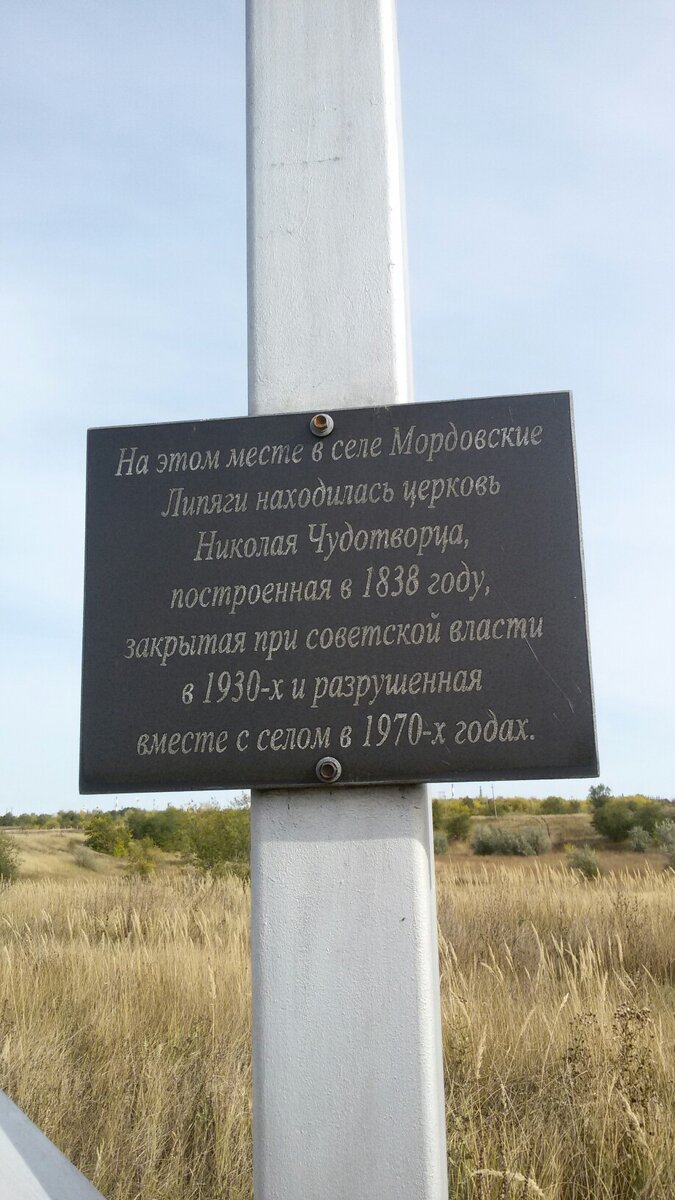 На этом месте в селе Мордовские
Липяги находилась церковь
Николая Чудотворца,
построенная в 1838 году,
закрытая при советской власти
в 1930-х и разрушенная
вместе с селом в 1970-х годах.